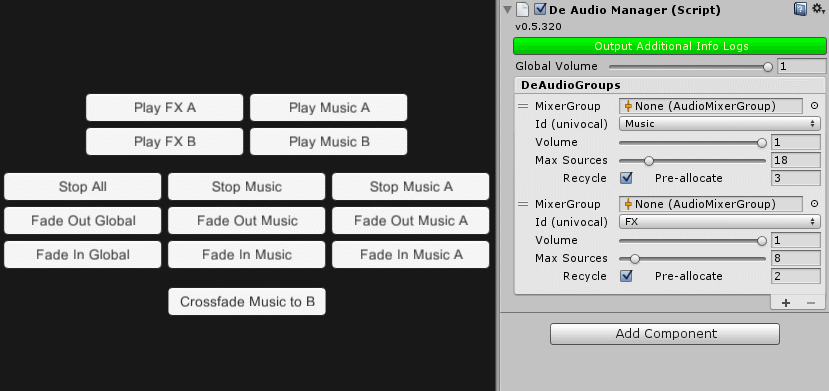 Play FX A
Play Music A
Play FX B
Play Music B
Stop All
Stop Music
Stop Music A
Fade Out Global
Fade Out Music
Fade Out Music A
Fade In Global
Fade In Music
Fade In Music A
Crossfade Music to B
De Audio Manager (Script)
v0.5.320
Output Additional Info Logs
Global Volume 1
DeAudioGroups
MixerGroup None (AudioMixerGroup)
Id (univocal) Music
Volume 1
Max Sources 18
Recycle Pre-allocate 3
MixerGroup None (AudioMixerGroup)
Id (univocal) FX
Volume 1
Max Sources 8
Recycle Pre-allocate 2
+ −
Add Component